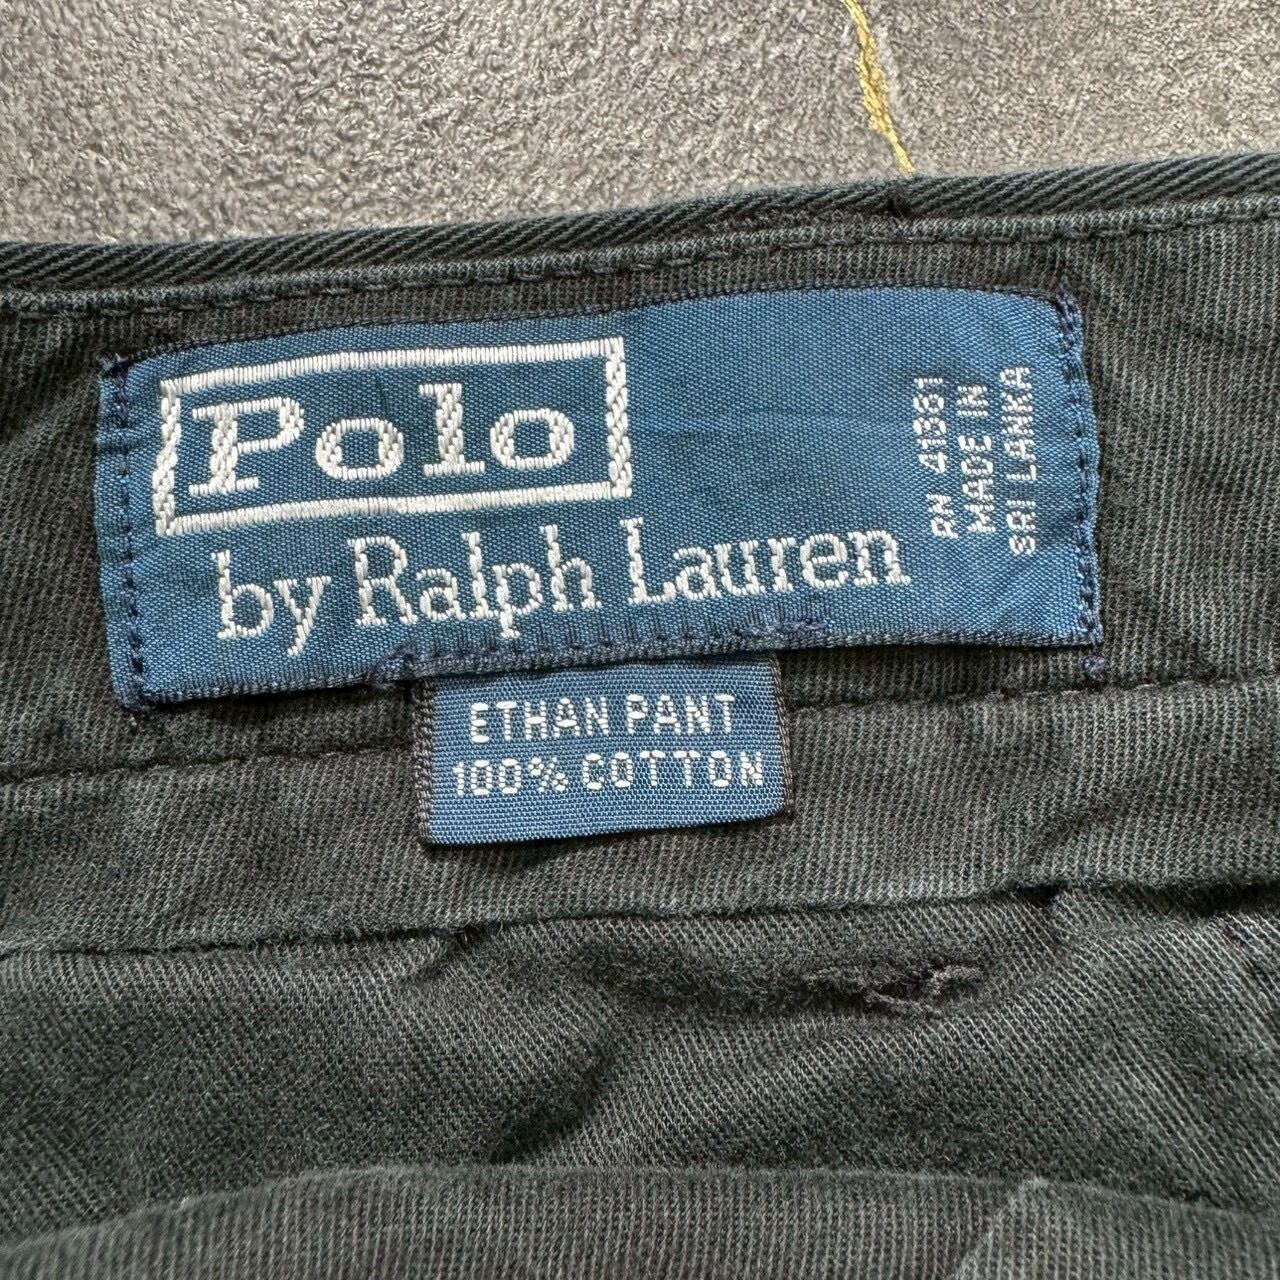 Polo
by Ralph Lauren
RN 41381
MADE IN
SRI LANKA
ETHAN PANT
100% COTTON